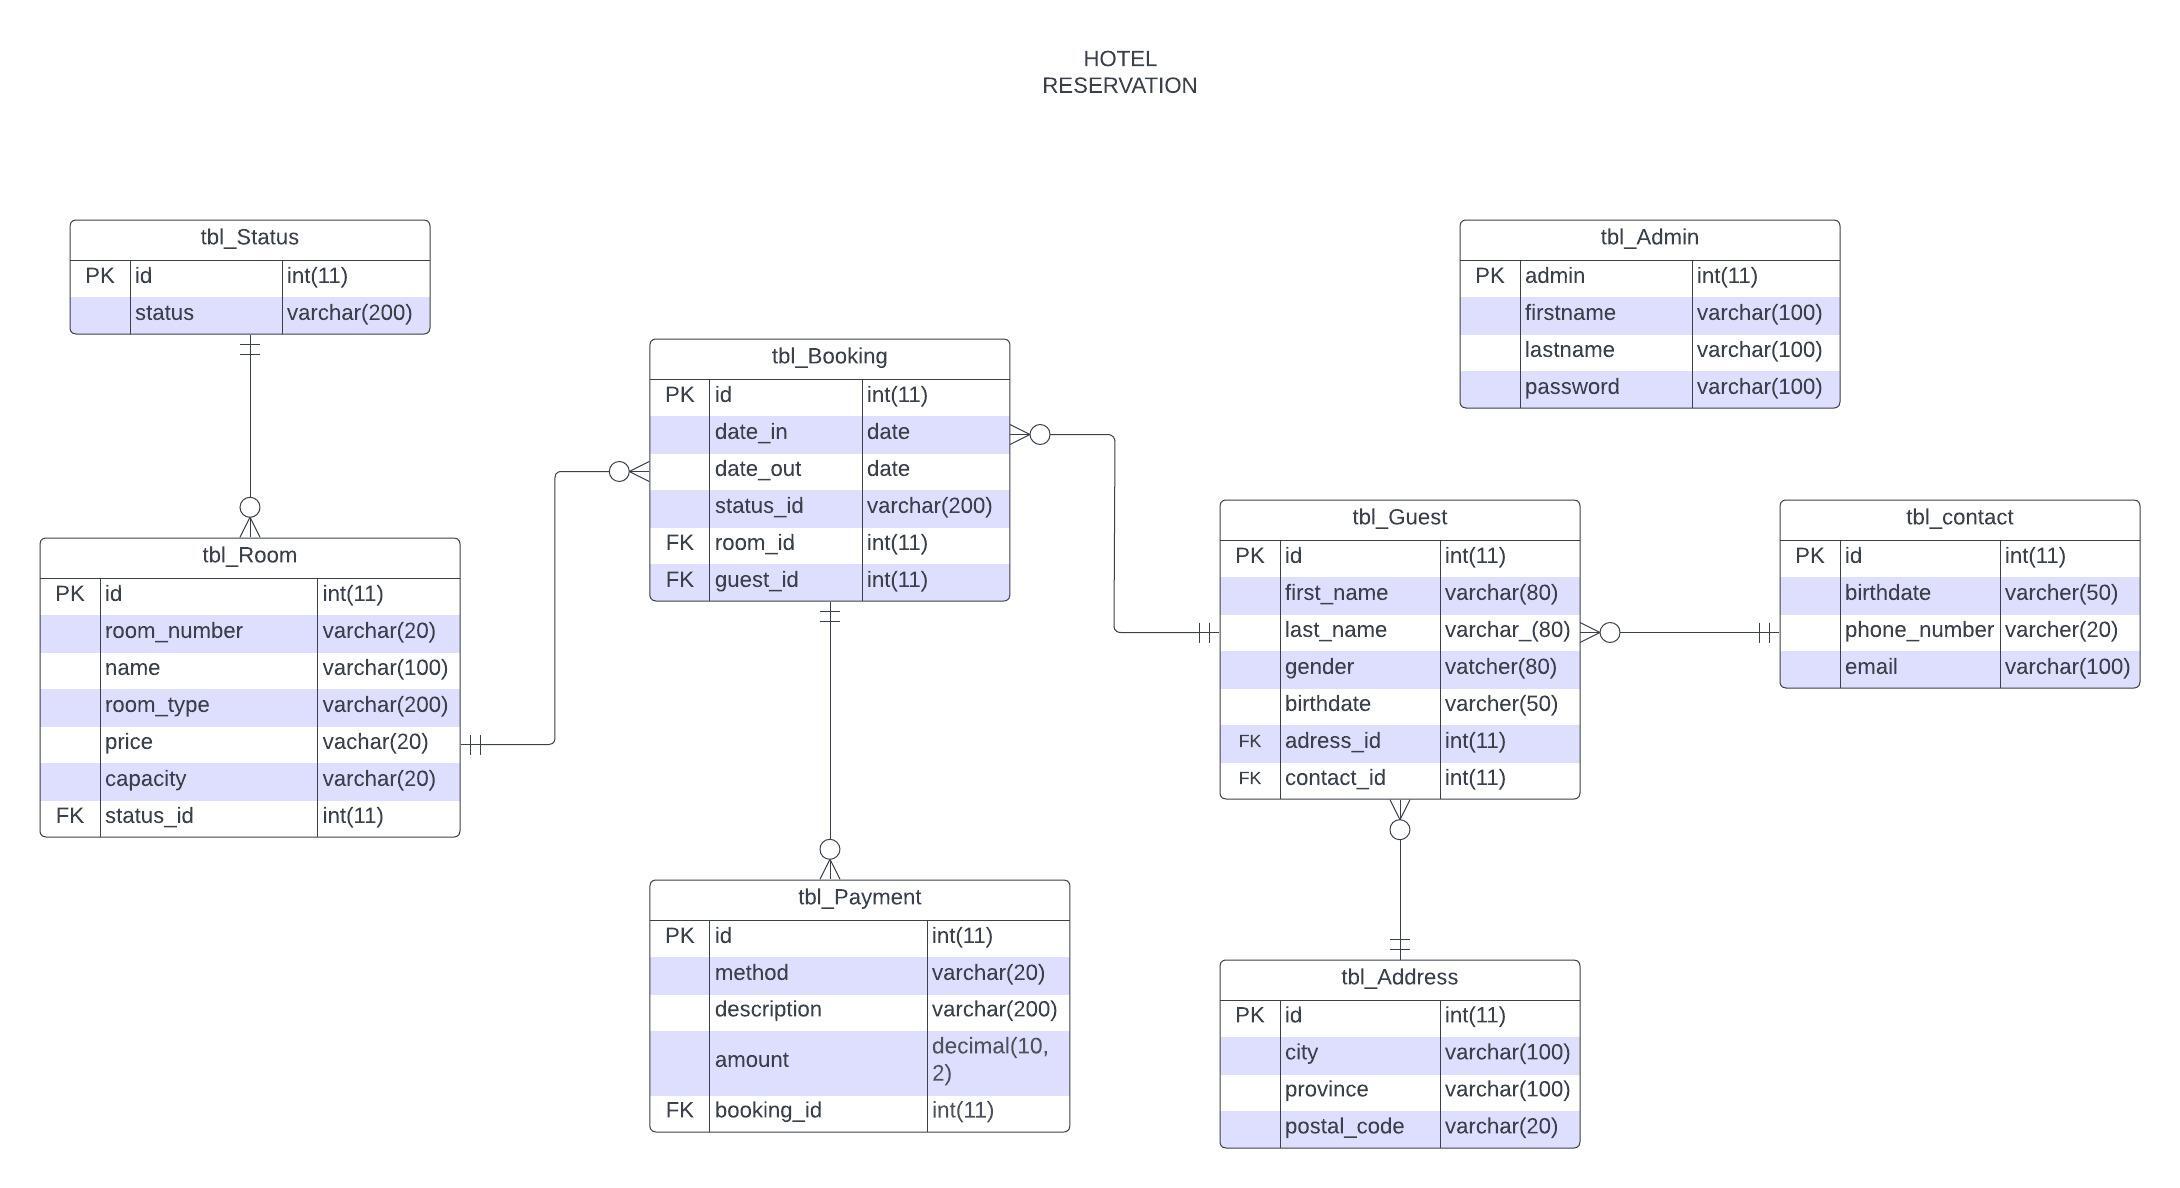 HOTEL
RESERVATION
tbl_Status
PK id int(11)
status varchar(200)
tbl_Admin
PK admin int(11)
firstname varchar(100)
lastname varchar(100)
password varchar(100)
tbl_Booking
PK id int(11)
date_in date
date_out date
status_id varchar(200)
FK room_id int(11)
FK guest_id int(11)
tbl_Room
PK id int(11)
room_number varchar(20)
name varchar(100)
room_type varchar(200)
price vachar(20)
capacity varchar(20)
FK status_id int(11)
tbl_Guest
PK id int(11)
first_name varchar(80)
last_name varchar_(80)
gender vatcher(80)
birthdate varcher(50)
FK adress_id int(11)
FK contact_id int(11)
tbl_contact
PK id int(11)
birthdate varcher(50)
phone_number varcher(20)
email varchar(100)
tbl_Payment
PK id int(11)
method varchar(20)
description varchar(200)
amount decimal(10,
2)
FK booking_id int(11)
tbl_Address
PK id int(11)
city varchar(100)
province varchar(100)
postal_code varchar(20)